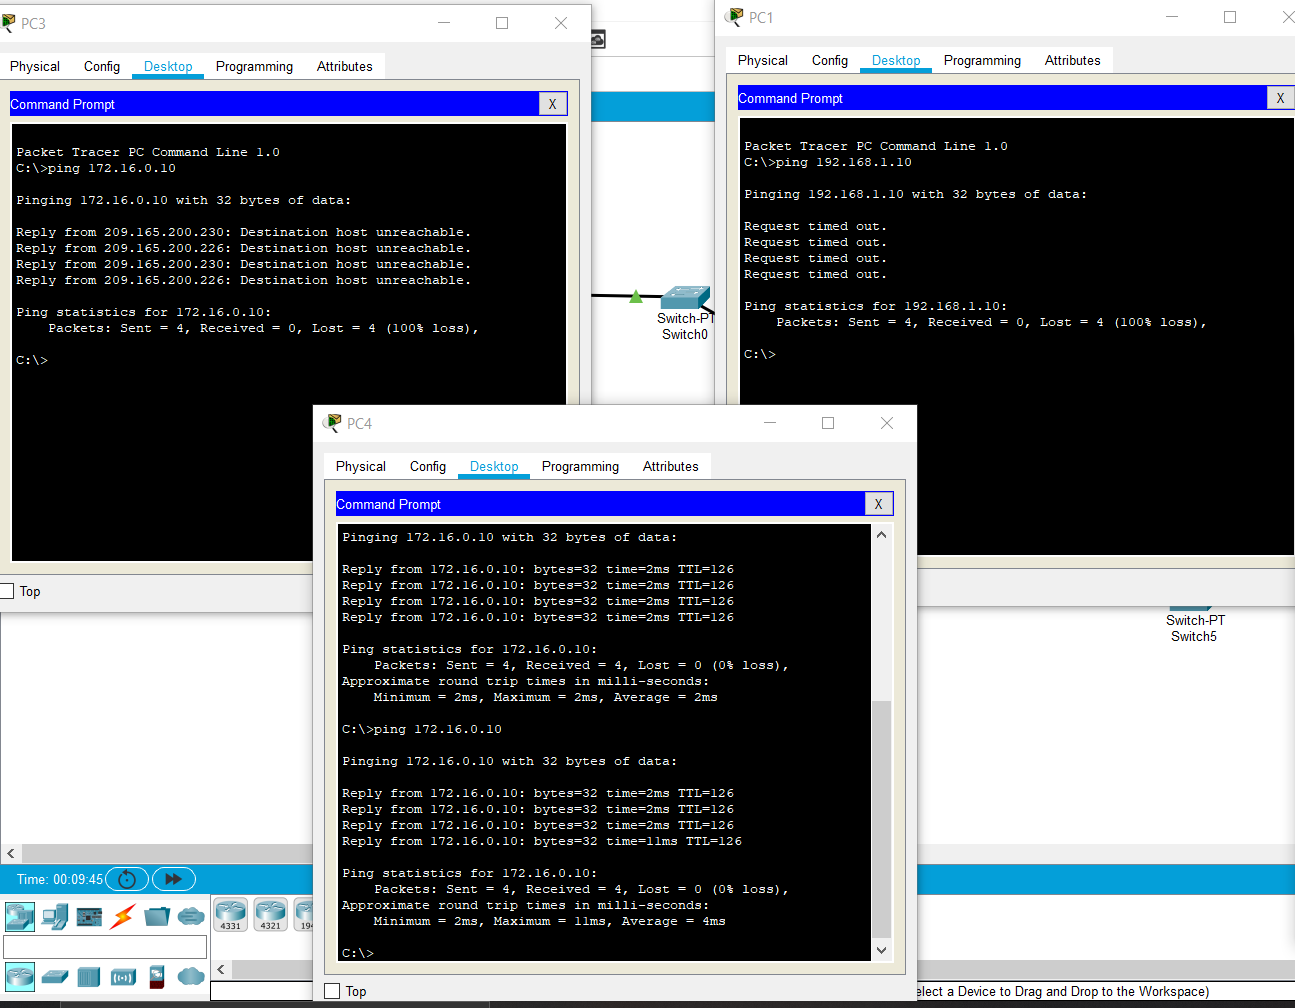 PC3
Physical Config Desktop Programming Attributes
Command Prompt X
Packet Tracer PC Command Line 1.0
C:\>ping 172.16.0.10
Pinging 172.16.0.10 with 32 bytes of data:
Reply from 209.165.200.230: Destination host unreachable.
Reply from 209.165.200.226: Destination host unreachable.
Reply from 209.165.200.230: Destination host unreachable.
Reply from 209.165.200.226: Destination host unreachable.
Ping statistics for 172.16.0.10:
Packets: Sent = 4, Received = 0, Lost = 4 (100% loss),
C:\>
Top
Switch-PT
Switch0
PC1
Physical Config Desktop Programming Attributes
Command Prompt X
Packet Tracer PC Command Line 1.0
C:\>ping 192.168.1.10
Pinging 192.168.1.10 with 32 bytes of data:
Request timed out.
Request timed out.
Request timed out.
Request timed out.
Ping statistics for 192.168.1.10:
Packets: Sent = 4, Received = 0, Lost = 4 (100% loss),
C:\>
Switch-PT
Switch5
PC4
Physical Config Desktop Programming Attributes
Command Prompt X
Pinging 172.16.0.10 with 32 bytes of data:
Reply from 172.16.0.10: bytes=32 time=2ms TTL=126
Reply from 172.16.0.10: bytes=32 time=2ms TTL=126
Reply from 172.16.0.10: bytes=32 time=2ms TTL=126
Reply from 172.16.0.10: bytes=32 time=2ms TTL=126
Ping statistics for 172.16.0.10:
Packets: Sent = 4, Received = 4, Lost = 0 (0% loss),
Approximate round trip times in milli-seconds:
Minimum = 2ms, Maximum = 2ms, Average = 2ms
C:\>ping 172.16.0.10
Pinging 172.16.0.10 with 32 bytes of data:
Reply from 172.16.0.10: bytes=32 time=2ms TTL=126
Reply from 172.16.0.10: bytes=32 time=2ms TTL=126
Reply from 172.16.0.10: bytes=32 time=2ms TTL=126
Reply from 172.16.0.10: bytes=32 time=11ms TTL=126
Ping statistics for 172.16.0.10:
Packets: Sent = 4, Received = 4, Lost = 0 (0% loss),
Approximate round trip times in milli-seconds:
Minimum = 2ms, Maximum = 11ms, Average = 4ms
C:\>
Top
Time: 00:09:45
4331 4321 194
elect a Device to Drag and Drop to the Workspace)